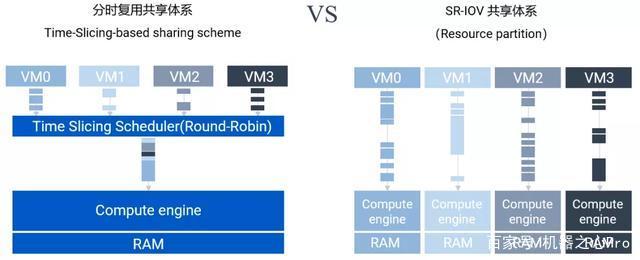 分时复用共享体系
Time-Slicing-based sharing scheme
VS
SR-IOV 共享体系
(Resource partition)
VM0
VM1
VM2
VM3
Time Slicing Scheduler(Round-Robin)
Compute engine
RAM
VM0
VM1
VM2
VM3
Compute engine
Compute engine
Compute engine
Compute engine
RAM
RAM
RAM
RAM
百家号/机器之心Pro